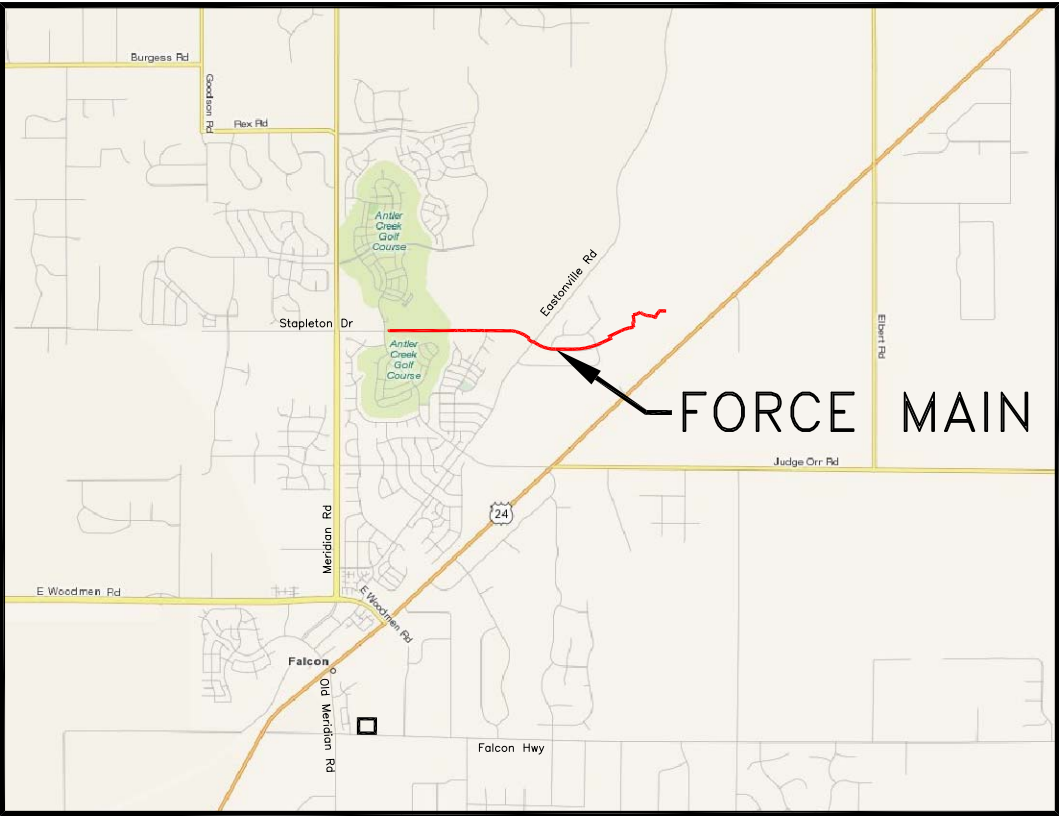 Burgess Rd
Goodson Rd
Rex Rd
Antler
Creek
Golf
Course
Eastonville Rd
Stapleton Dr
Elbert Rd
Antler
Creek
Golf
Course
FORCE MAIN
Judge Orr Rd
24
Meridian Rd
E Woodmen Rd
E Woodmen Rd
Falcon
Old Meridian Rd
Falcon Hwy